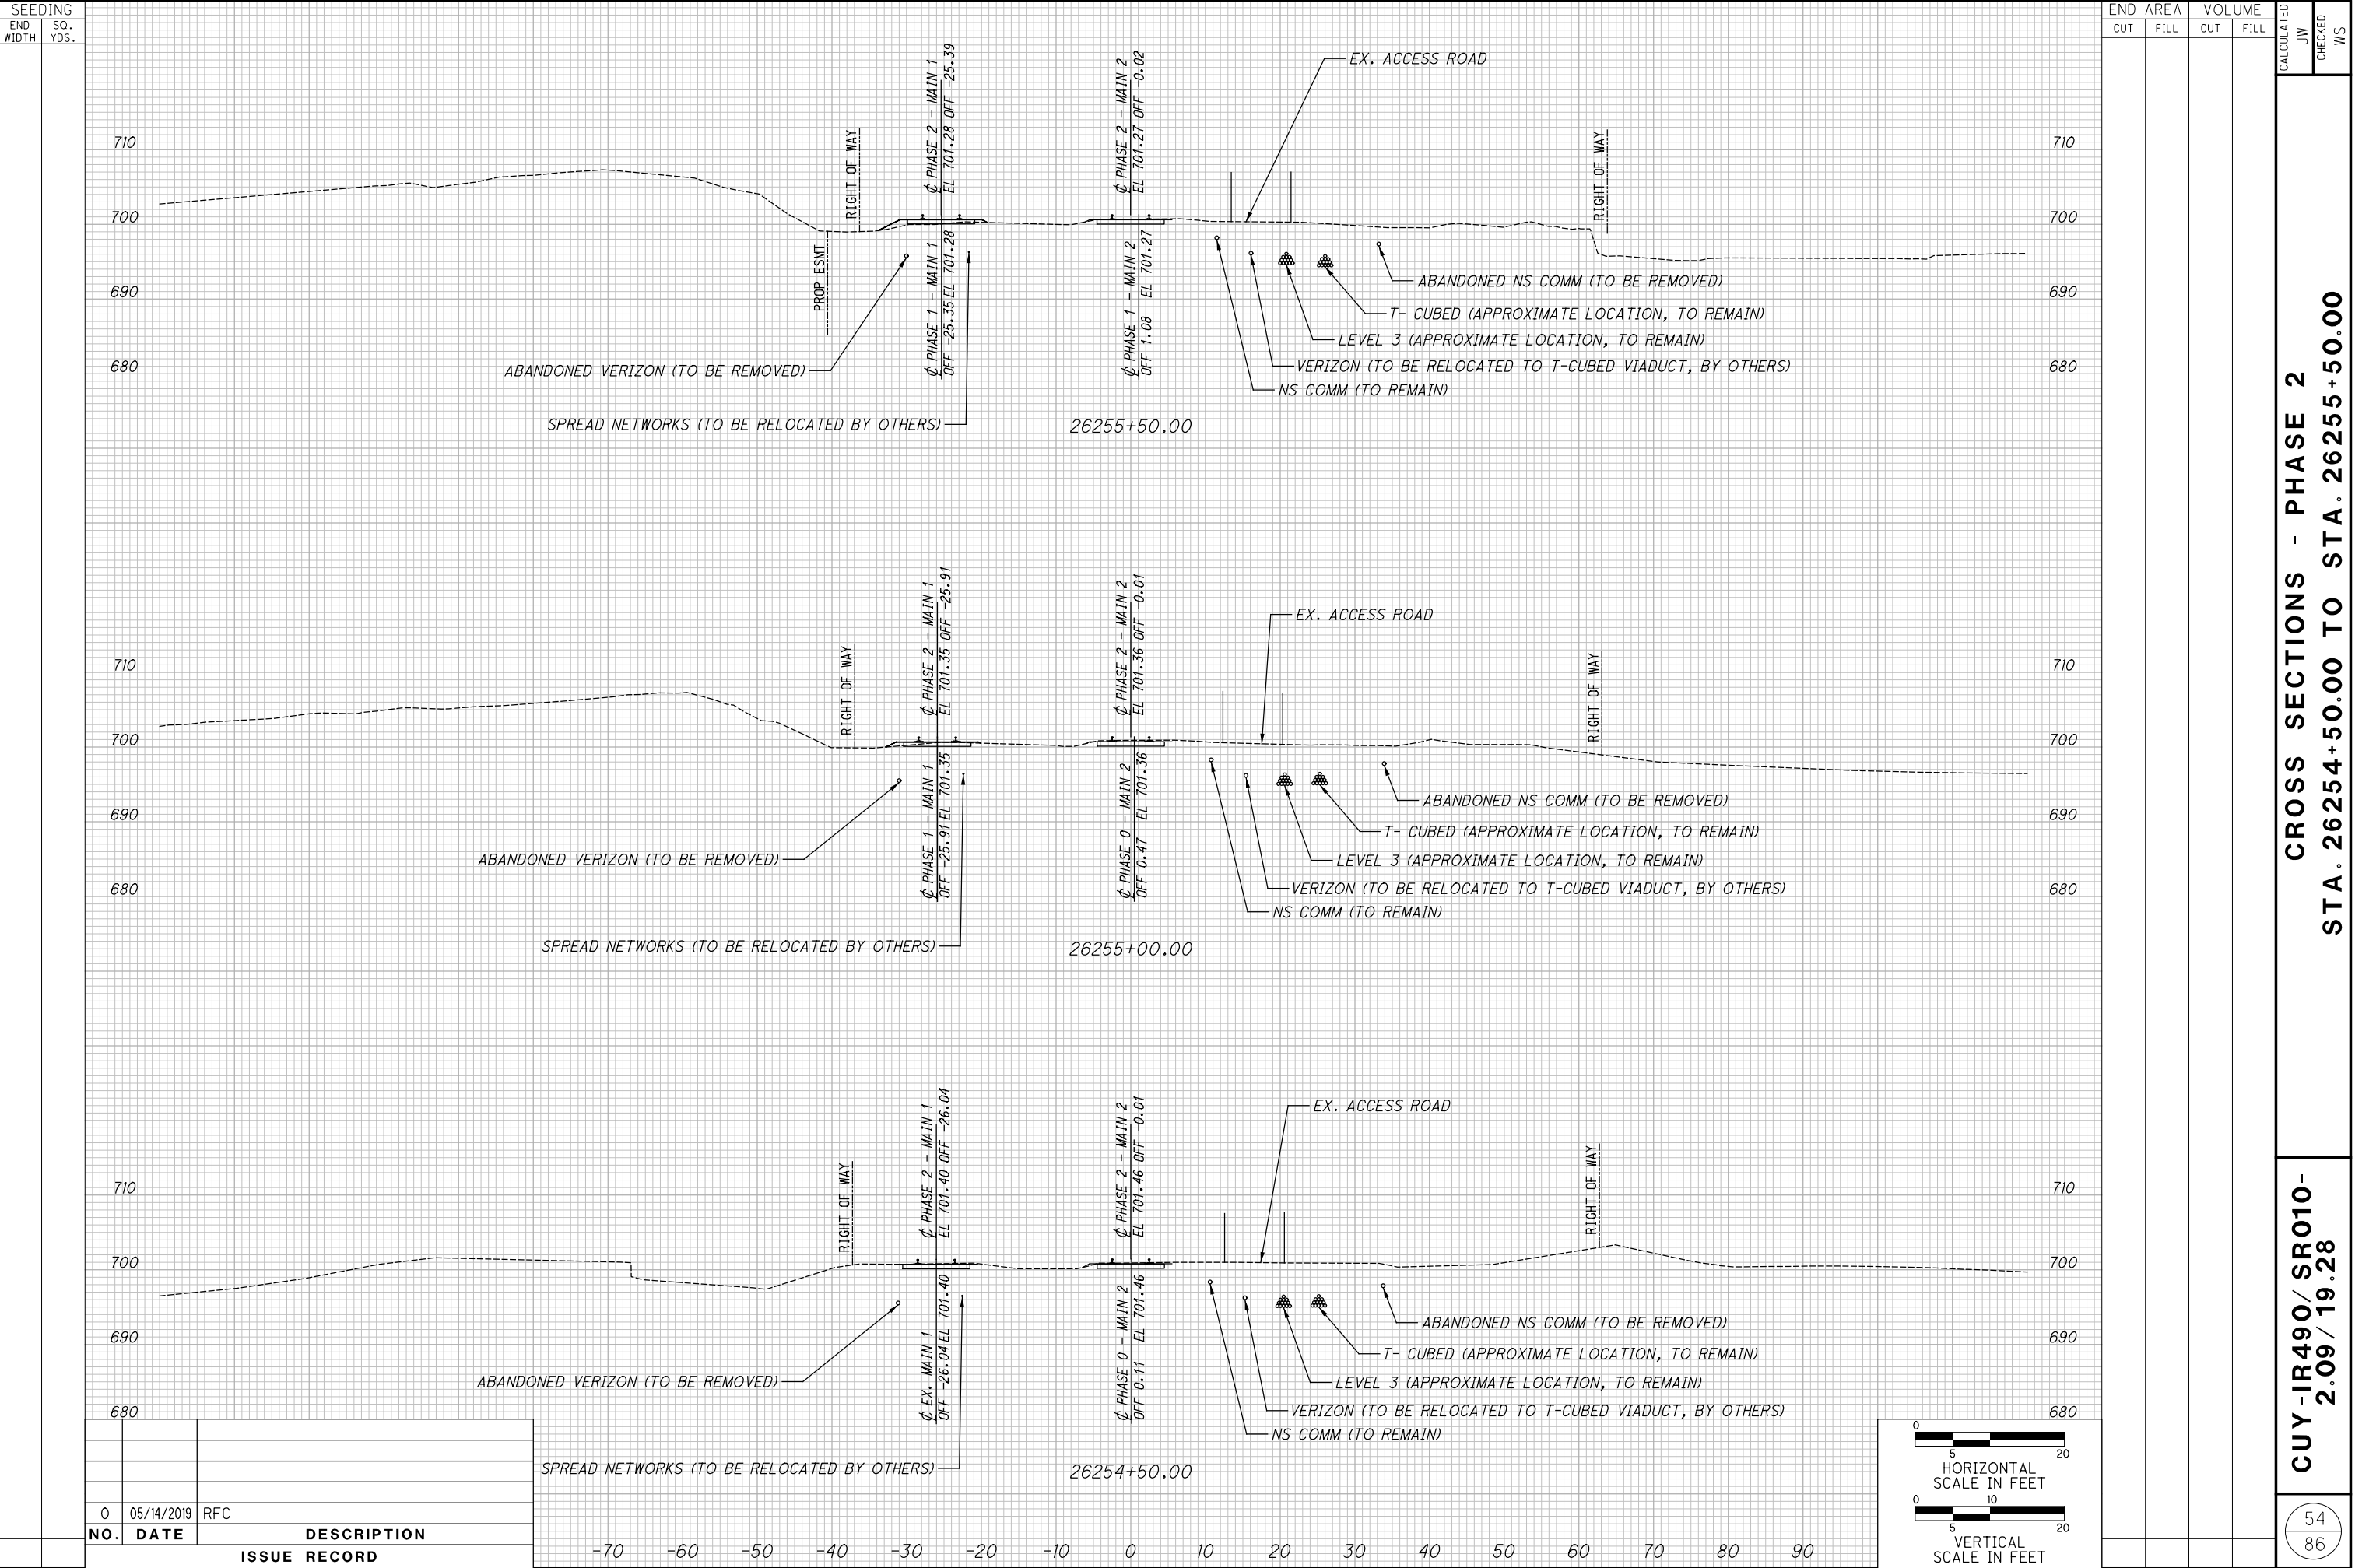 SEEDING
END WIDTH
SQ. YDS.
END AREA
VOLUME
CUT
FILL
CUT
FILL
CALCULATED
JW
CHECKED
WS
710
700
690
680
710
700
690
680
RIGHT OF WAY
PROP ESMT
℄ PHASE 2 - MAIN 1
EL 701.28 OFF -25.39
℄ PHASE 1 - MAIN 1
OFF -25.35 EL 701.28
℄ PHASE 2 - MAIN 2
EL 701.27 OFF -0.02
℄ PHASE 1 - MAIN 2
OFF 1.08 EL 701.27
EX. ACCESS ROAD
RIGHT OF WAY
ABANDONED NS COMM (TO BE REMOVED)
T- CUBED (APPROXIMATE LOCATION, TO REMAIN)
LEVEL 3 (APPROXIMATE LOCATION, TO REMAIN)
VERIZON (TO BE RELOCATED TO T-CUBED VIADUCT, BY OTHERS)
NS COMM (TO REMAIN)
ABANDONED VERIZON (TO BE REMOVED)
SPREAD NETWORKS (TO BE RELOCATED BY OTHERS)
26255+50.00
710
700
690
680
710
700
690
680
RIGHT OF WAY
℄ PHASE 2 - MAIN 1
EL 701.35 OFF -25.91
℄ PHASE 1 - MAIN 1
OFF -25.91 EL 701.35
℄ PHASE 2 - MAIN 2
EL 701.36 OFF -0.01
℄ PHASE 0 - MAIN 2
OFF 0.47 EL 701.36
EX. ACCESS ROAD
RIGHT OF WAY
ABANDONED NS COMM (TO BE REMOVED)
T- CUBED (APPROXIMATE LOCATION, TO REMAIN)
LEVEL 3 (APPROXIMATE LOCATION, TO REMAIN)
VERIZON (TO BE RELOCATED TO T-CUBED VIADUCT, BY OTHERS)
NS COMM (TO REMAIN)
ABANDONED VERIZON (TO BE REMOVED)
SPREAD NETWORKS (TO BE RELOCATED BY OTHERS)
26255+00.00
710
700
690
680
710
700
690
680
RIGHT OF WAY
℄ PHASE 2 - MAIN 1
EL 701.40 OFF -26.04
℄ EX. MAIN 1
OFF -26.04 EL 701.40
℄ PHASE 2 - MAIN 2
EL 701.46 OFF -0.01
℄ PHASE 0 - MAIN 2
OFF 0.11 EL 701.46
EX. ACCESS ROAD
RIGHT OF WAY
ABANDONED NS COMM (TO BE REMOVED)
T- CUBED (APPROXIMATE LOCATION, TO REMAIN)
LEVEL 3 (APPROXIMATE LOCATION, TO REMAIN)
VERIZON (TO BE RELOCATED TO T-CUBED VIADUCT, BY OTHERS)
NS COMM (TO REMAIN)
ABANDONED VERIZON (TO BE REMOVED)
SPREAD NETWORKS (TO BE RELOCATED BY OTHERS)
26254+50.00
-70 -60 -50 -40 -30 -20 -10 0 10 20 30 40 50 60 70 80 90
0 05/14/2019 RFC
NO. DATE DESCRIPTION
ISSUE RECORD
0
5 20
HORIZONTAL
SCALE IN FEET
0 10
5 20
VERTICAL
SCALE IN FEET
CROSS SECTIONS - PHASE 2
STA. 26254+50.00 TO STA. 26255+50.00
CUY-IR490/SR010-
2.09/19.28
54
86